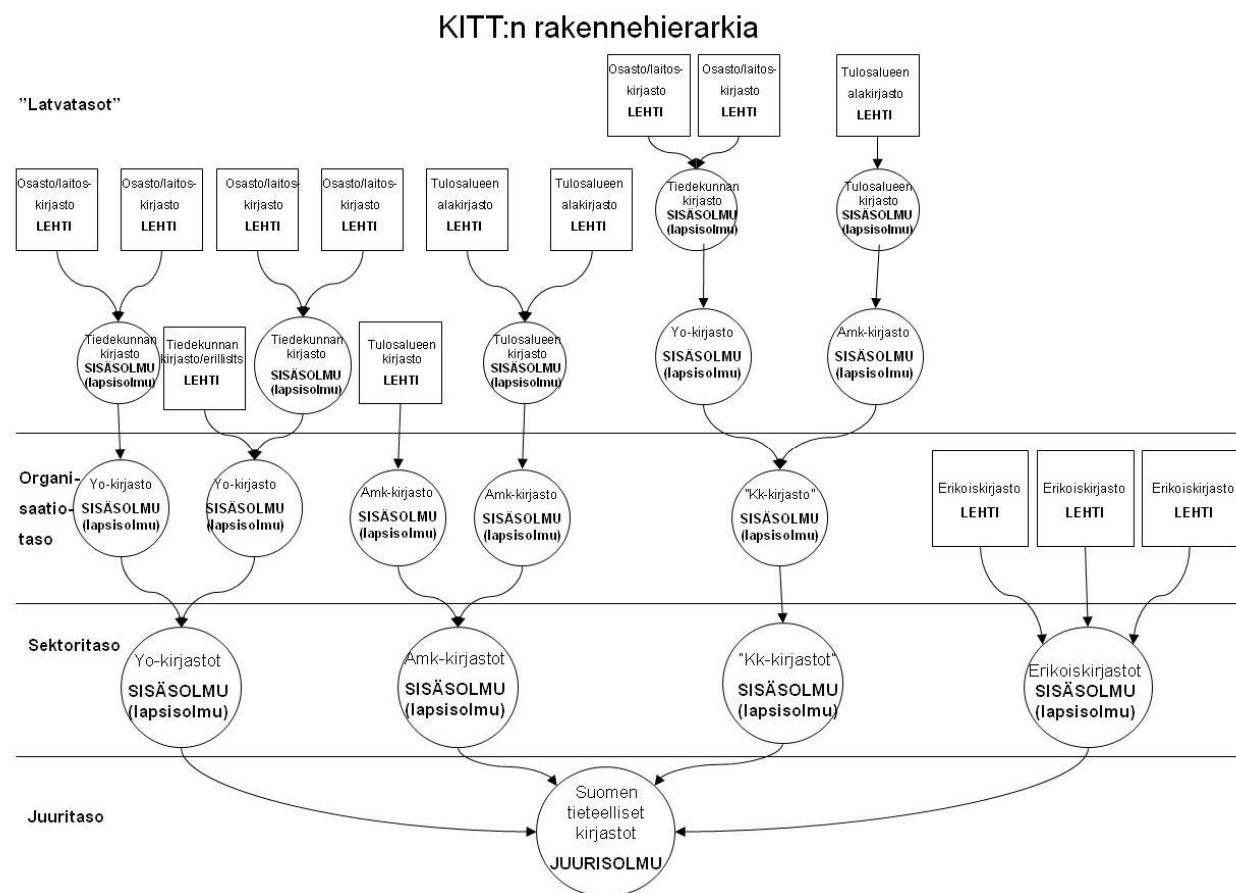 KITT:n rakennehierarkia
"Latvatasot"
Osasto/laitos-
kirjasto
LEHTI
Osasto/laitos-
kirjasto
LEHTI
Tulosalueen
alakirjasto
LEHTI
Osasto/laitos-
kirjasto
LEHTI
Osasto/laitos-
kirjasto
LEHTI
Osasto/laitos-
kirjasto
LEHTI
Osasto/laitos-
kirjasto
LEHTI
Tulosalueen
alakirjasto
LEHTI
Tulosalueen
alakirjasto
LEHTI
Tiedekunnan
kirjasto
SISÄSOLMU
(lapsisolmu)
Tulosalueen
kirjasto
SISÄSOLMU
(lapsisolmu)
Tiedekunnan
kirjasto
SISÄSOLMU
(lapsisolmu)
Tiedekunnan
kirjasto/erillislts
LEHTI
Tiedekunnan
kirjasto
SISÄSOLMU
(lapsisolmu)
Tulosalueen
kirjasto
LEHTI
Tulosalueen
kirjasto
SISÄSOLMU
(lapsisolmu)
Yo-kirjasto
SISÄSOLMU
(lapsisolmu)
Amk-kirjasto
SISÄSOLMU
(lapsisolmu)
Organi-
saatio-
taso
Yo-kirjasto
SISÄSOLMU
(lapsisolmu)
Yo-kirjasto
SISÄSOLMU
(lapsisolmu)
Amk-kirjasto
SISÄSOLMU
(lapsisolmu)
Amk-kirjasto
SISÄSOLMU
(lapsisolmu)
"Kk-kirjasto"
SISÄSOLMU
(lapsisolmu)
Erikoiskirjasto
LEHTI
Erikoiskirjasto
LEHTI
Erikoiskirjasto
LEHTI
Sektoritaso
Yo-kirjastot
SISÄSOLMU
(lapsisolmu)
Amk-kirjastot
SISÄSOLMU
(lapsisolmu)
"Kk-kirjastot"
SISÄSOLMU
(lapsisolmu)
Erikoiskirjastot
SISÄSOLMU
(lapsisolmu)
Juuritaso
Suomen
tieteelliset
kirjastot
JUURISOLMU